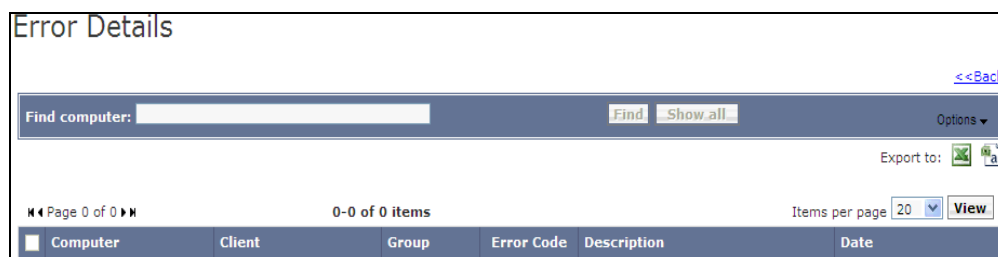 Error Details
<<Bac
Find computer: Find Show all Options
Export to:
Page 0 of 0 0-0 of 0 items Items per page 20 View
Computer Client Group Error Code Description Date